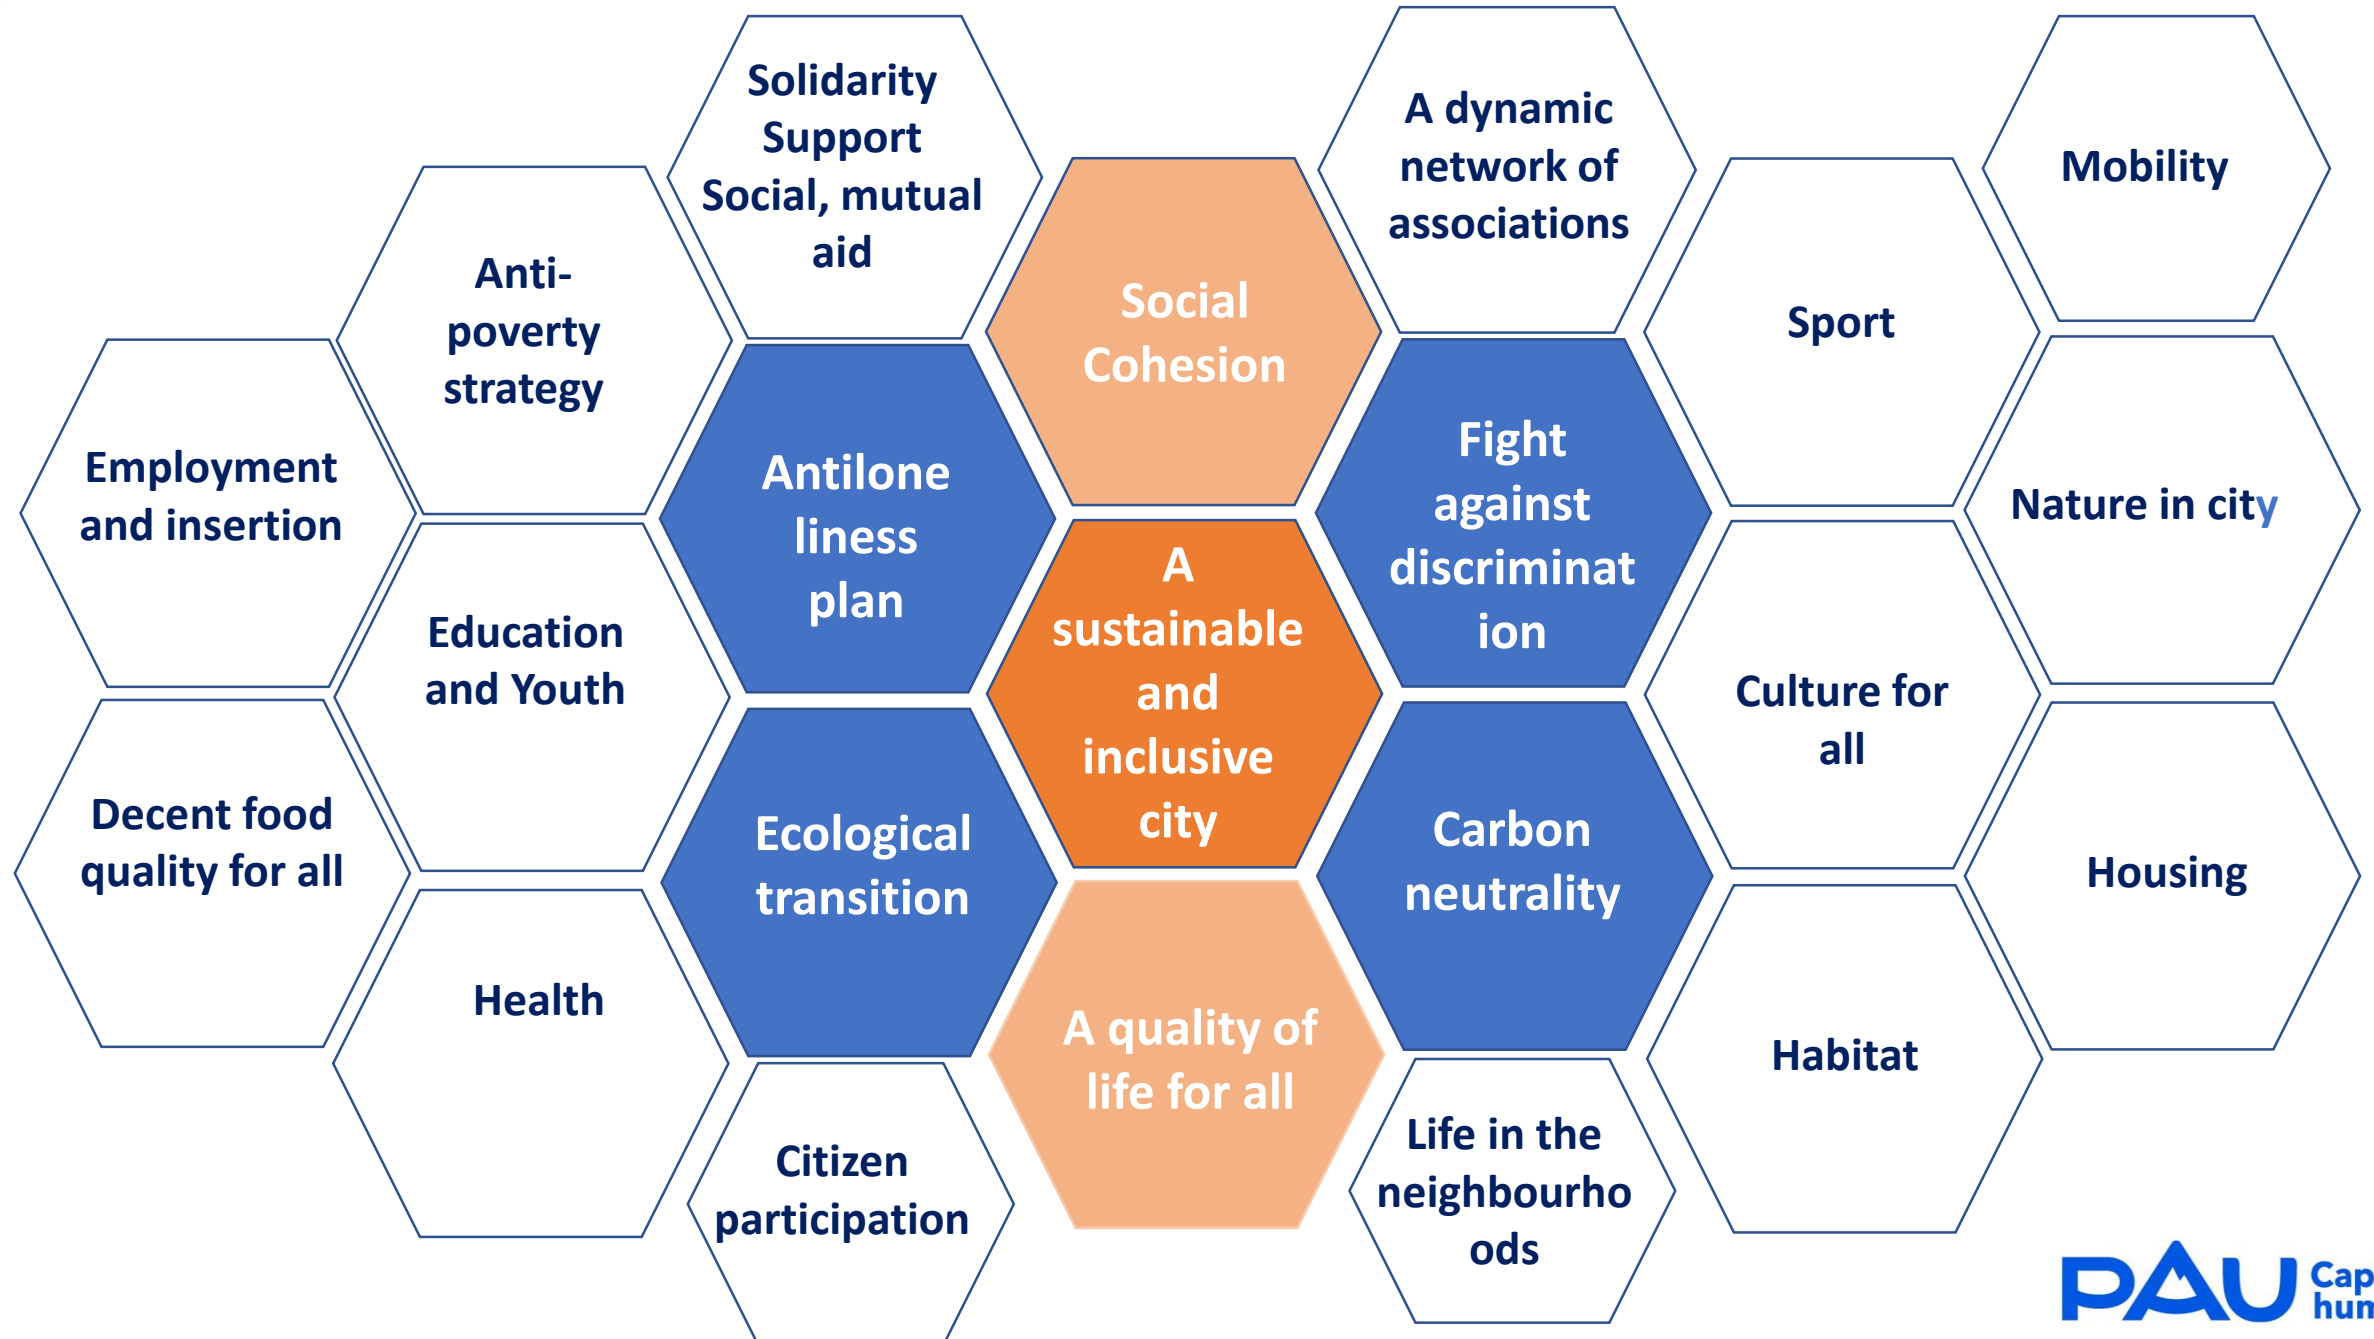 Solidarity
Support
Social, mutual
aid
A dynamic
network of
associations
Mobility
Anti-
poverty
strategy
Social
Cohesion
Sport
Employment
and insertion
Antilone
liness
plan
Fight
against
discriminat
ion
Nature in city
Education
and Youth
A
sustainable
and
inclusive
city
Culture for
all
Decent food
quality for all
Ecological
transition
Carbon
neutrality
Housing
Health
A quality of
life for all
Habitat
Citizen
participation
Life in the
neighbourho
ods
PAU